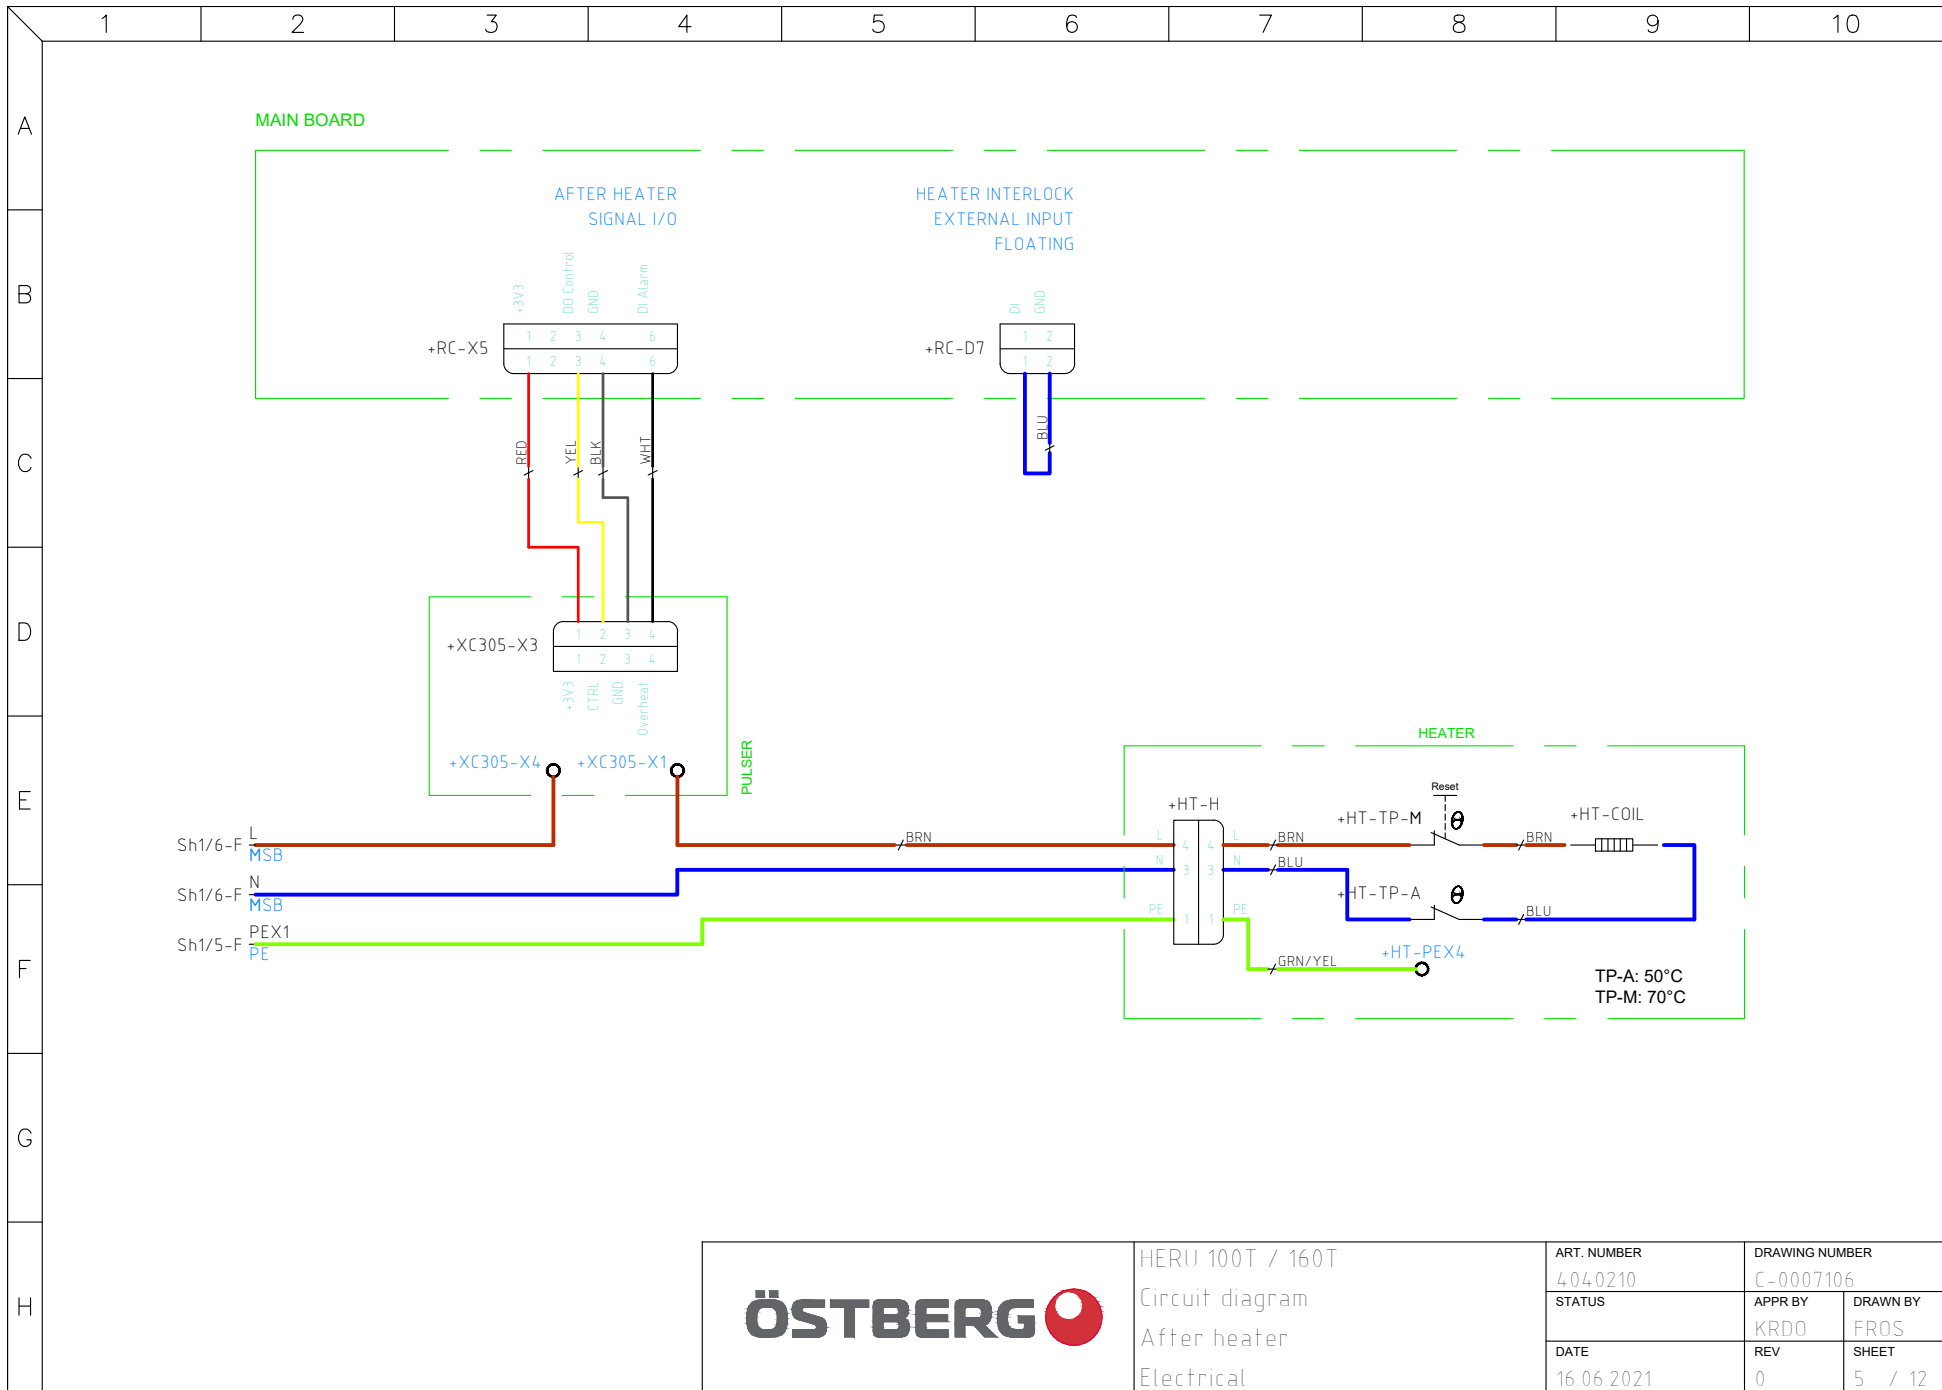 1 2 3 4 5 6 7 8 9 10
A
MAIN BOARD
AFTER HEATER
SIGNAL I/O
HEATER INTERLOCK
EXTERNAL INPUT
FLOATING
B
+3V3 DO Control GND DI Alarm
DI GND
+RC-X5
1 2 3 4 6
1 2 3 4 6
+RC-D7
1 2
1 2
C
RED YEL BLK WHT
BLU
D
+XC305-X3
1 2 3 4
1 2 3 4
+3V3 CTRL GND Overheat
+XC305-X4 +XC305-X1
PULSER
HEATER
E
Reset
+HT-H
+HT-TP-M θ
+HT-COIL
Sh1/6-F L
MSB
BRN
L 4 4 L
BRN
BRN
N 3 3 N
BLU
Sh1/6-F N
MSB
+HT-TP-A θ
PE 1 1 PE
BLU
Sh1/5-F PEX1
PE
F
GRN/YEL
+HT-PEX4
TP-A: 50°C
TP-M: 70°C
G
H
ÖSTBERG
HERU 100T / 160T
Circuit diagram
After heater
Electrical
ART. NUMBER
4040210
DRAWING NUMBER
C-0007106
STATUS
APPR BY
KRDO
DRAWN BY
FROS
DATE
16.06.2021
REV
0
SHEET
5 / 12